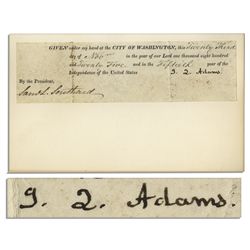 GIVEN under my hand at the CITY OF WASHINGTON, this Twenty Third
day of Nov in the year of our Lord one thousand eight hundred
and Twenty Five and in the Fiftieth year of the
Independence of the United States J. Q. Adams.
By the President,
Saml. L. Southard
J. Q. Adams.